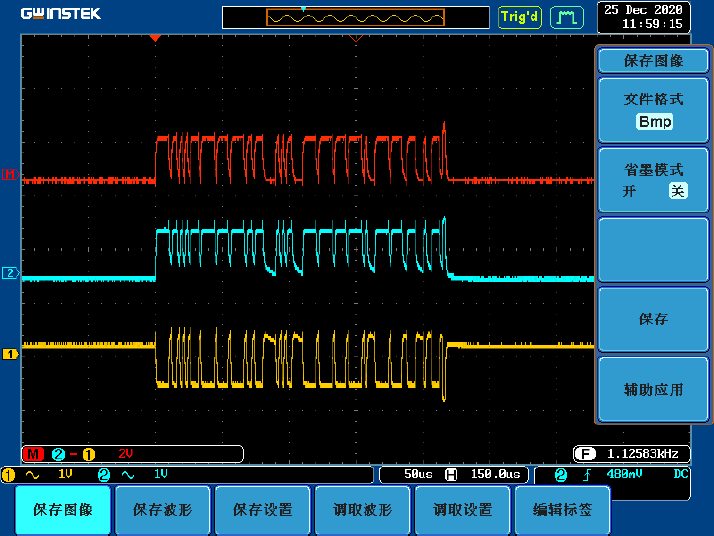 GWINSTEK
Trig'd
25 Dec 2020
11:59:15
保存图像
文件格式
Bmp
省墨模式
开 关
保存
辅助应用
M
2
1
M 2 - 1 2V
F 1.12583kHz
1 1V 2 1V
50us H 150.0us
2 480mV DC
保存图像 保存波形 保存设置 调取波形 调取设置 编辑标签